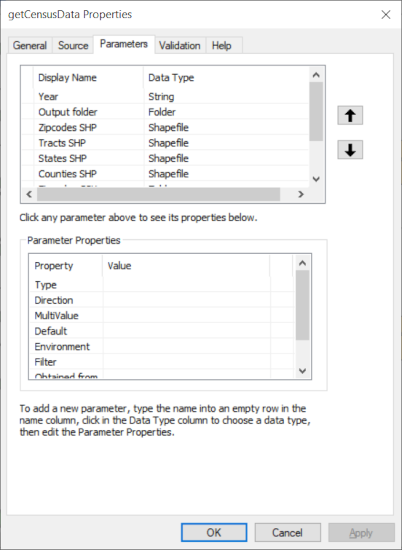 getCensusData Properties
General Source Parameters Validation Help
Display Name Data Type
Year String
Output folder Folder
Zipcodes SHP Shapefile
Tracts SHP Shapefile
States SHP Shapefile
Counties SHP Shapefile
Click any parameter above to see its properties below.
Parameter Properties
Property Value
Type
Direction
MultiValue
Default
Environment
Filter
Obtained from
To add a new parameter, type the name into an empty row in the
name column, click in the Data Type column to choose a data type,
then edit the Parameter Properties.
OK Cancel Apply